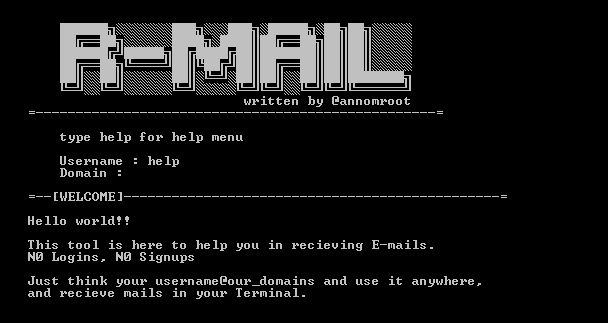 R-MAIL
written by @annomroot
=---------------------------------------------------=
type help for help menu
Username : help
Domain :
=--[WELCOME]-----------------------------------------------=
Hello world!!
This tool is here to help you in recieving E-mails.
N0 Logins, N0 Signups
Just think your username@our_domains and use it anywhere,
and recieve mails in your Terminal.